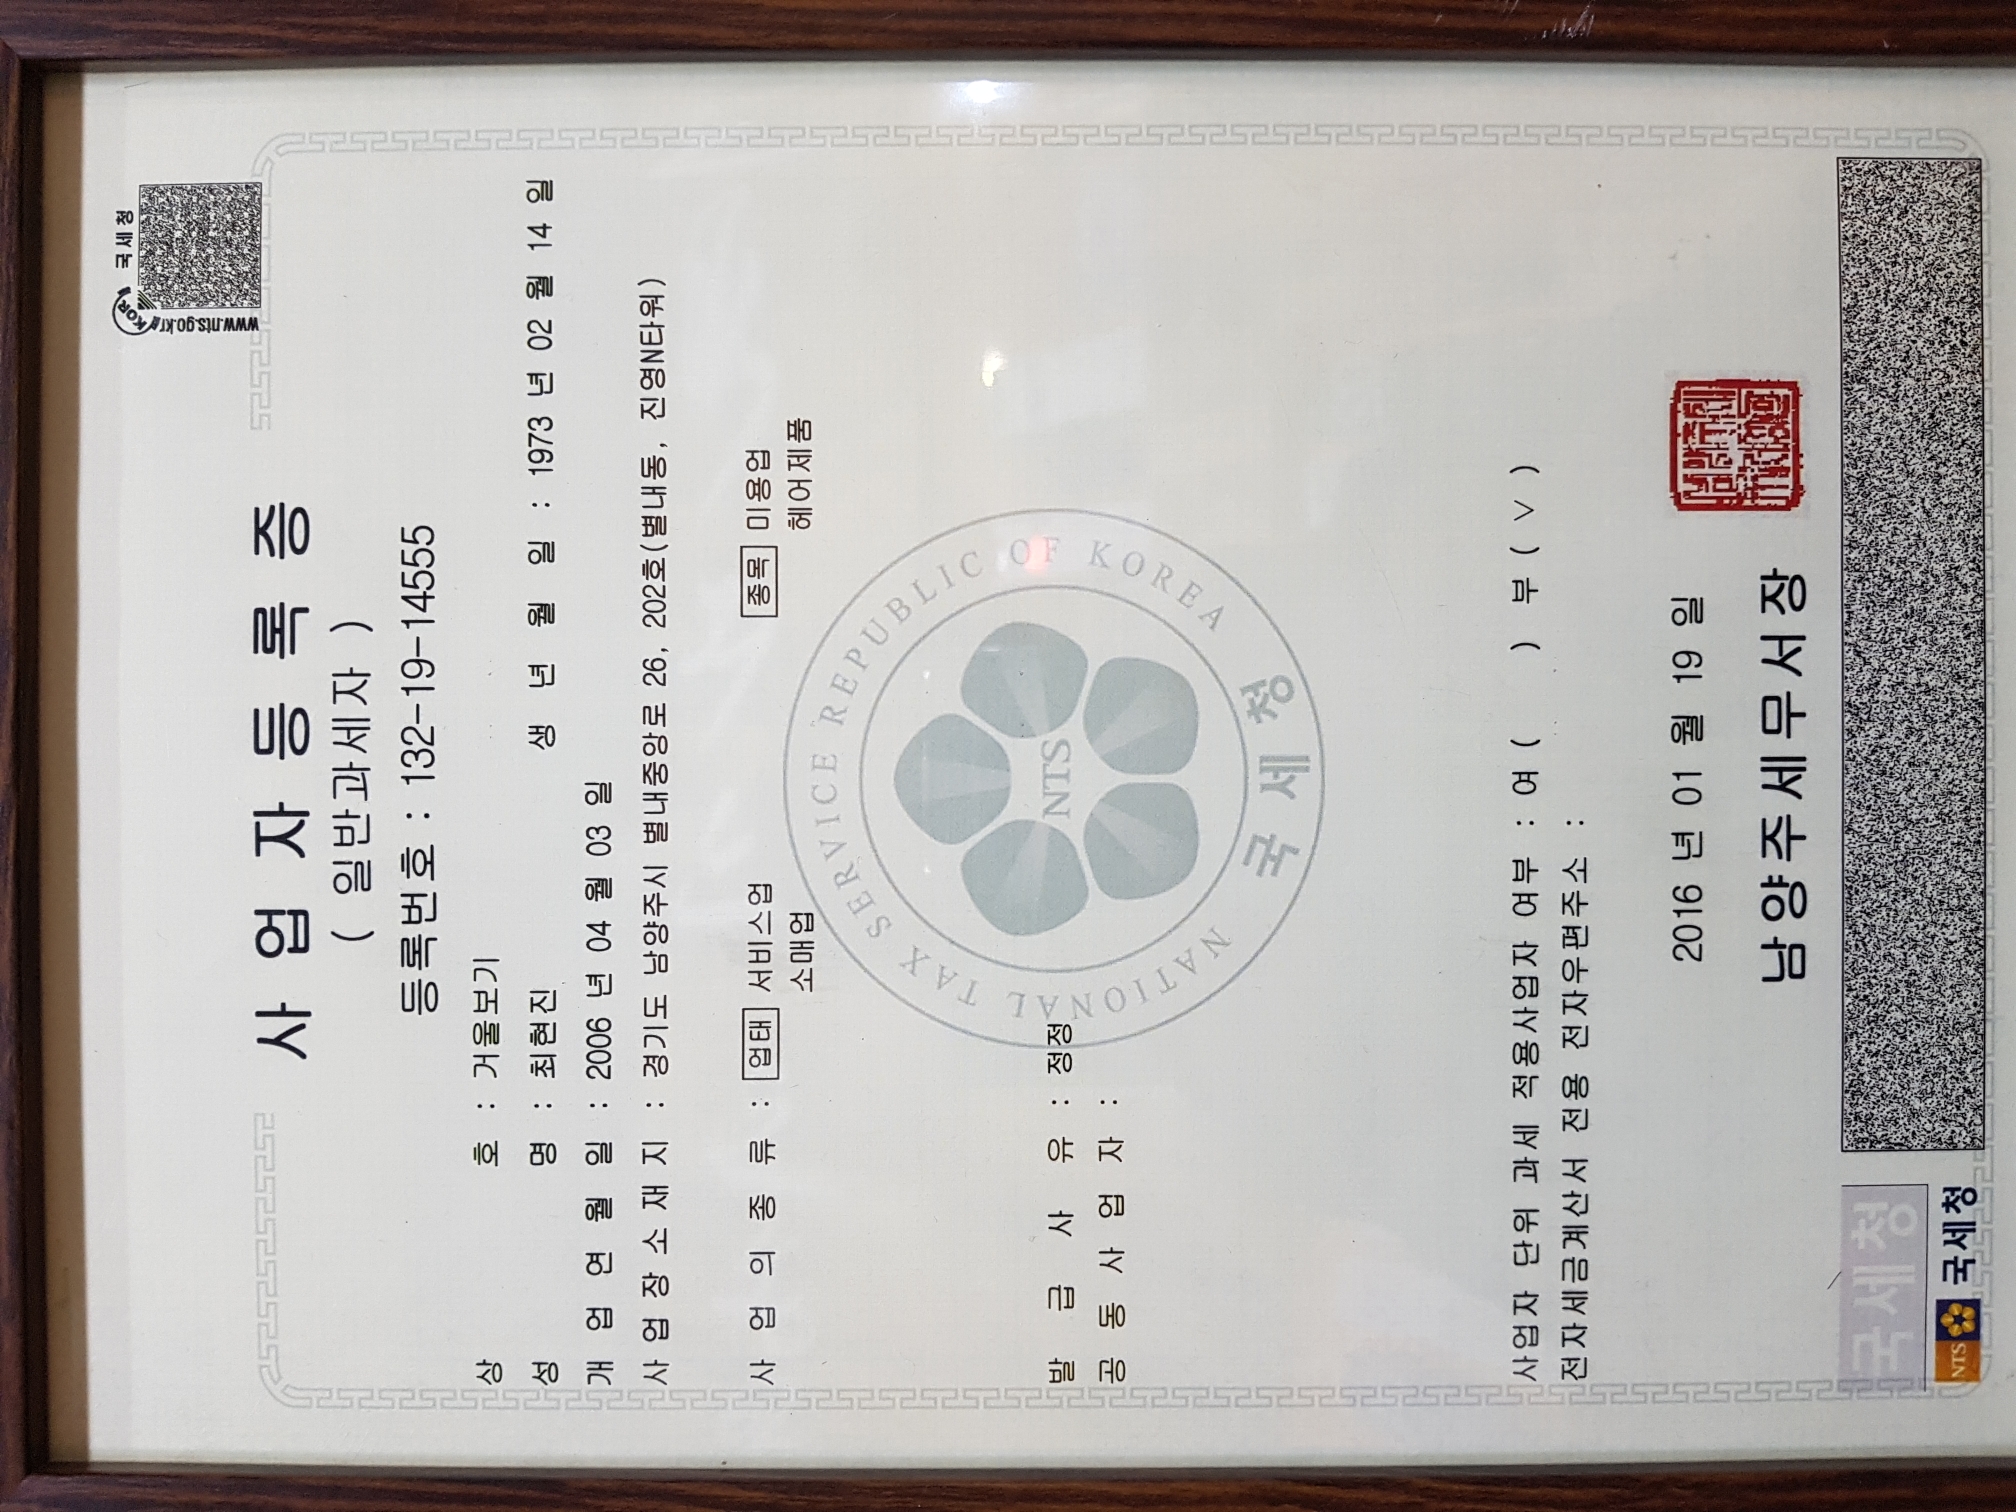 국세청
KOR
www.nts.go.kr
사업자등록증
( 일반과세자 )
등록번호 : 132-19-14555
상 호 : 거울보기
성 명 : 최현진 생 년 월 일 : 1973 년 02 월 14 일
개 업 연 월 일 : 2006 년 04 월 03 일
사 업 장 소 재 지 : 경기도 남양주시 별내중앙로 26, 202호(별내동, 진영N타워)
사 업 의 종 류 : 업태 서비스업 종목 미용업
소매업 헤어제품
NATIONAL TAX SERVICE REPUBLIC OF KOREA
NTS
국세청
발 급 사 유 : 정정
공 동 사 업 자 :
사업자 단위 과세 적용사업자 여부 : 여 ( ) 부 ( ∨ )
전자세금계산서 전용 전자우편주소 :
2016 년 01 월 19 일
남양주세무서장
국세청
NTS 국세청